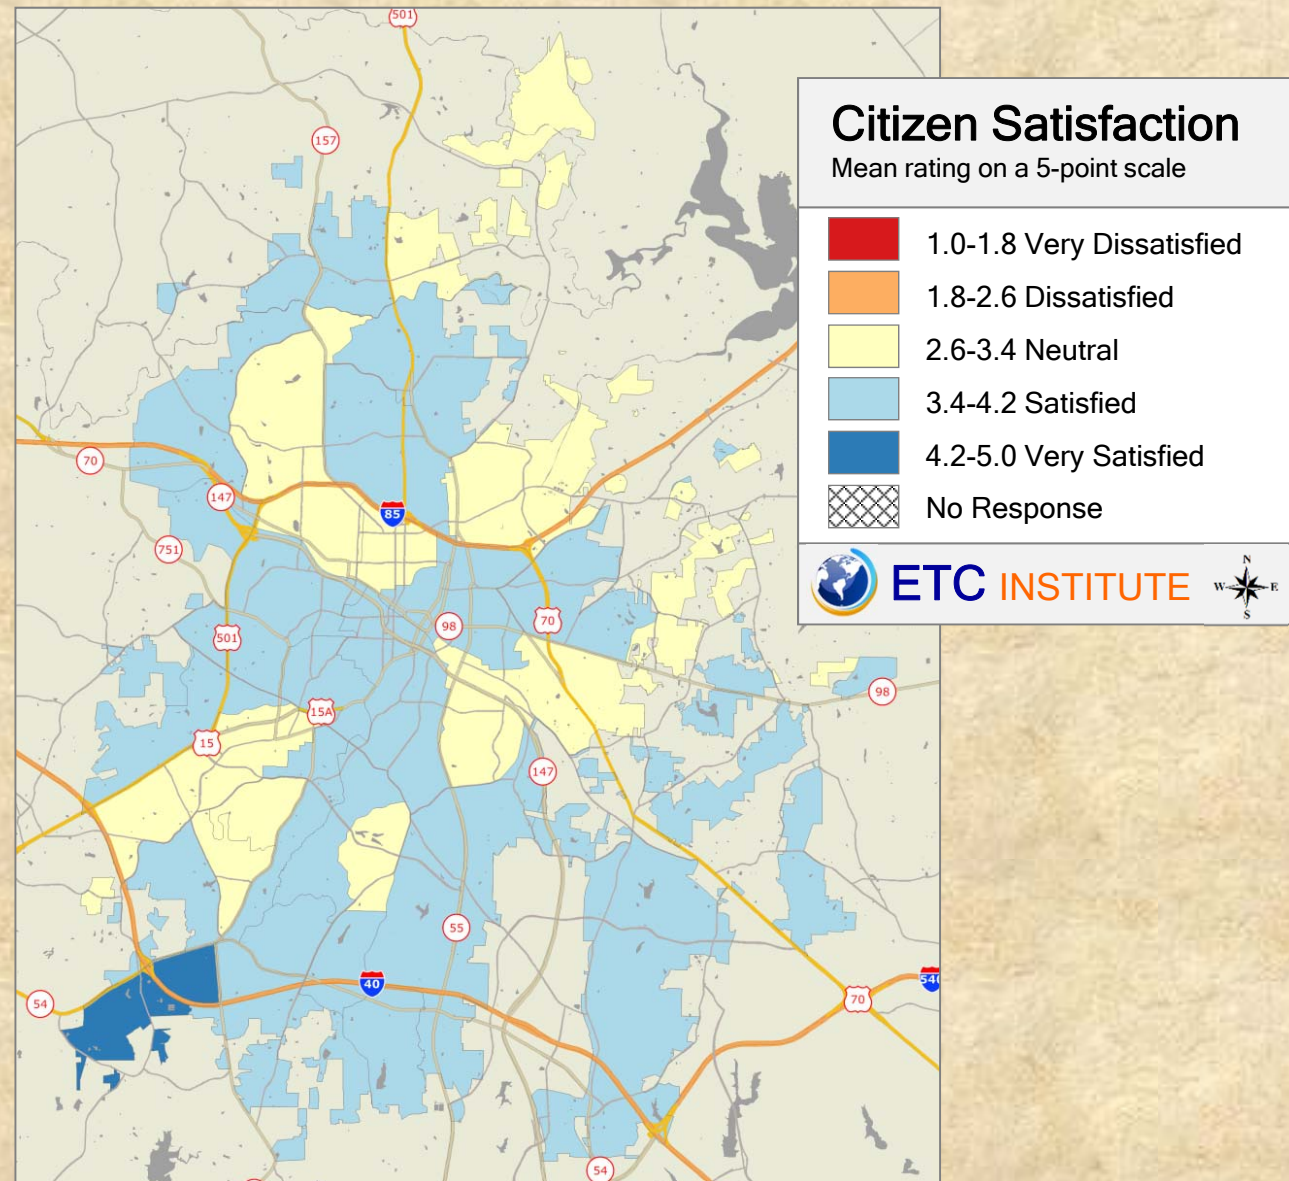 501
157
Citizen Satisfaction
Mean rating on a 5-point scale
1.0-1.8 Very Dissatisfied
1.8-2.6 Dissatisfied
2.6-3.4 Neutral
3.4-4.2 Satisfied
4.2-5.0 Very Satisfied
No Response
ETC INSTITUTE
N
W E
S
70
147
85
751
501
98
70
98
15A
15
147
55
40
54
70
540
54